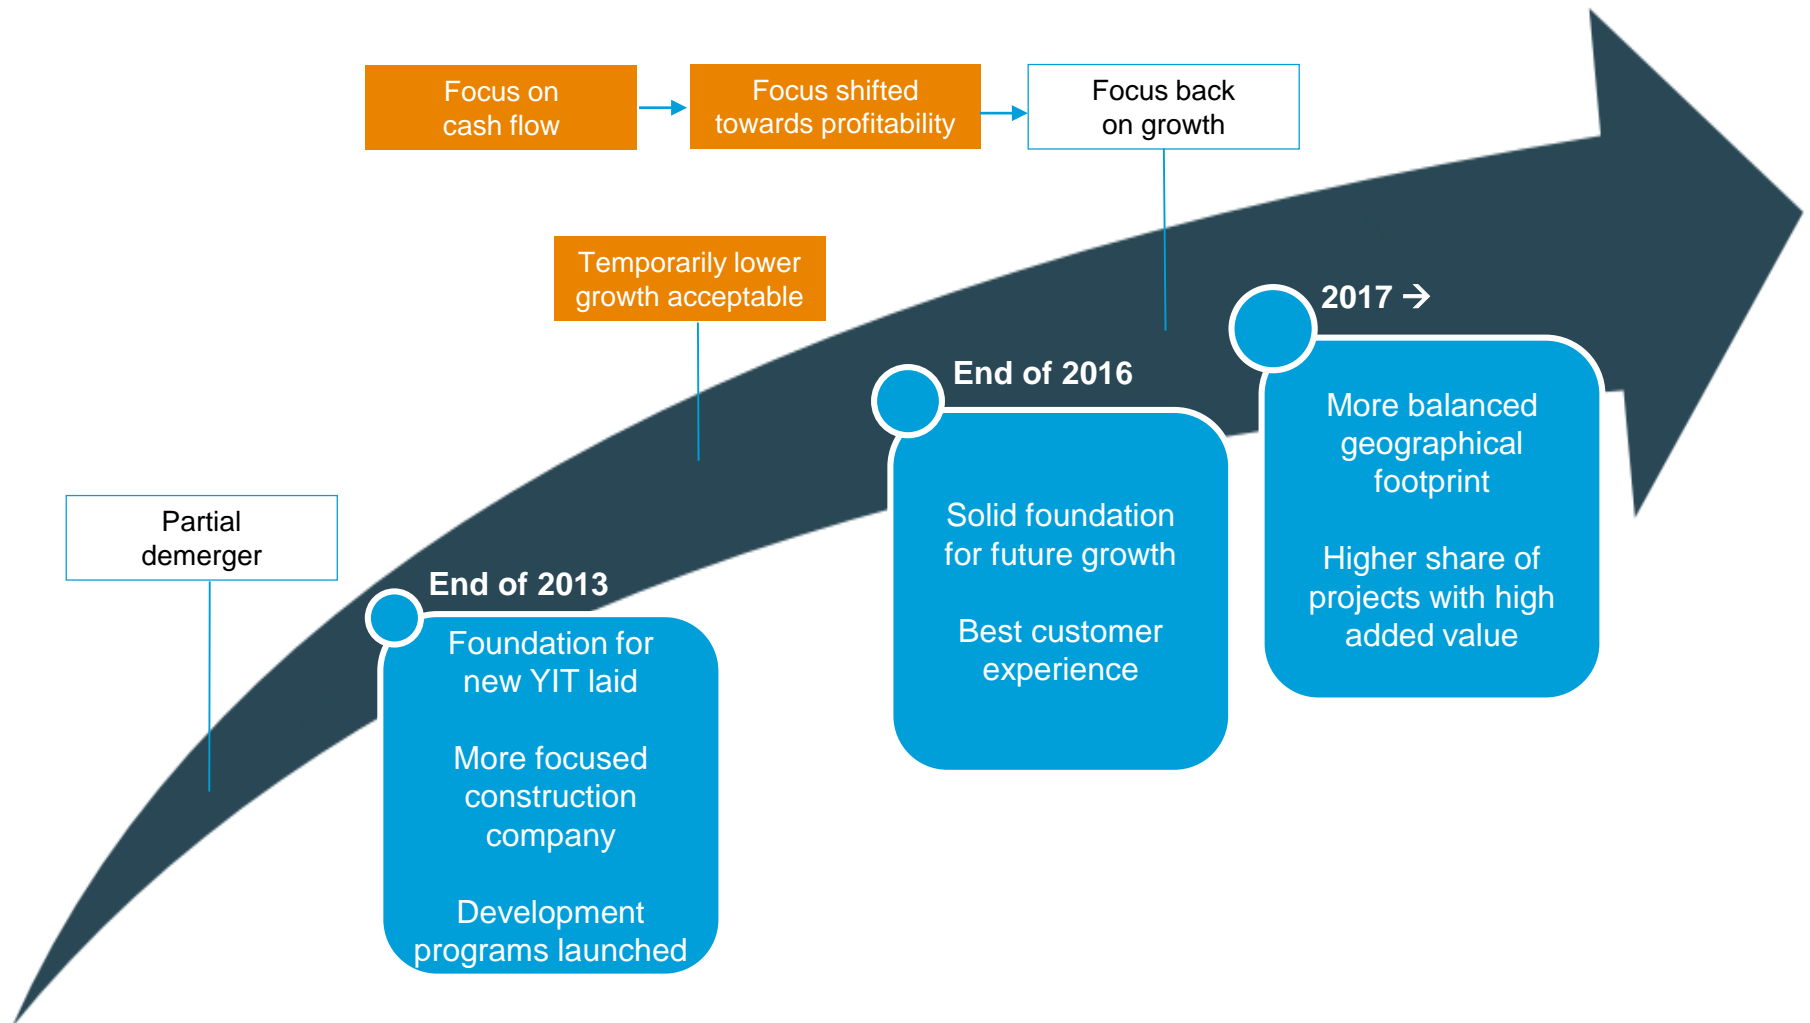 Focus on
cash flow
Focus shifted
towards profitability
Focus back
on growth
Temporarily lower
growth acceptable
2017 →
End of 2016
More balanced
geographical
footprint
Higher share of
projects with high
added value
Solid foundation
for future growth
Best customer
experience
Partial
demerger
End of 2013
Foundation for
new YIT laid
More focused
construction
company
Development
programs launched